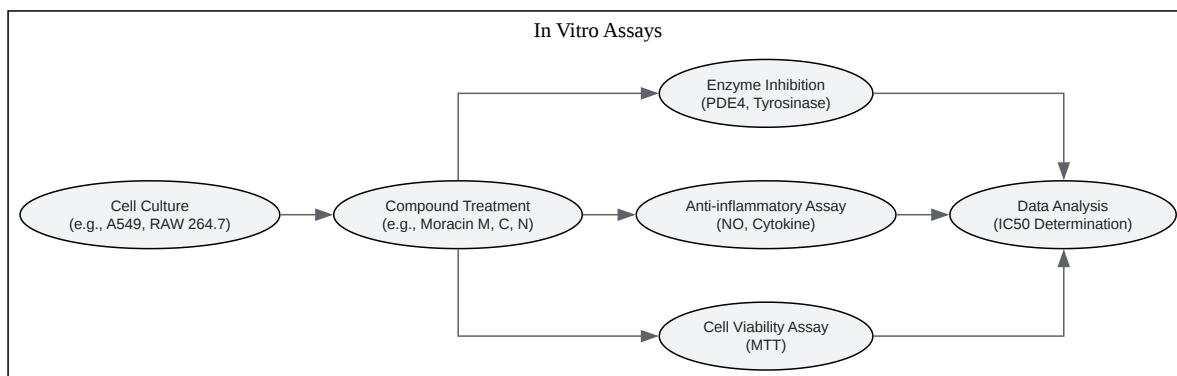 In Vitro Assays
Enzyme Inhibition
(PDE4, Tyrosinase)
Cell Culture
(e.g., A549, RAW 264.7)
Compound Treatment
(e.g., Moracin M, C, N)
Anti-inflammatory Assay
(NO, Cytokine)
Data Analysis
(IC50 Determination)
Cell Viability Assay
(MTT)